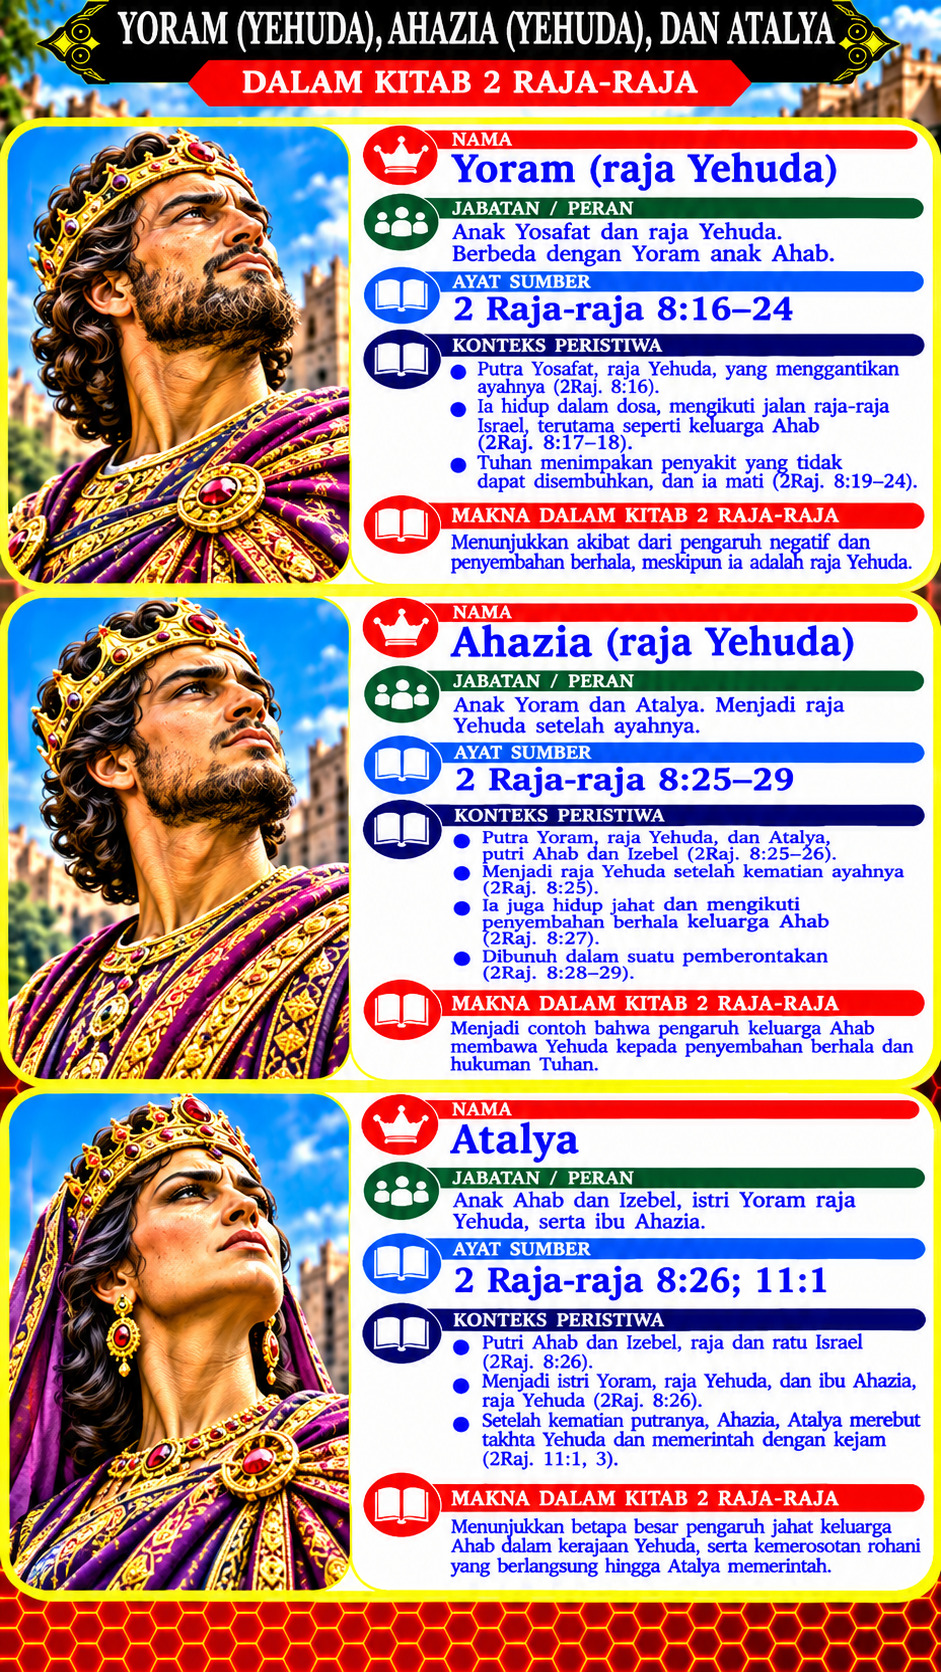 YORAM (YEHUDA), AHAZIA (YEHUDA), DAN ATALYA
DALAM KITAB 2 RAJA-RAJA
NAMA
Yoram (raja Yehuda)
JABATAN / PERAN
Anak Yosafat dan raja Yehuda.
Berbeda dengan Yoram anak Ahab.
AYAT SUMBER
2 Raja-raja 8:16–24
KONTEKS PERISTIWA
● Putra Yosafat, raja Yehuda, yang menggantikan
ayahnya (2Raj. 8:16).
● Ia hidup dalam dosa, mengikuti jalan raja-raja
Israel, terutama seperti keluarga Ahab
(2Raj. 8:17–18).
● Tuhan menimpakan penyakit yang tidak
dapat disembuhkan, dan ia mati (2Raj. 8:19–24).
MAKNA DALAM KITAB 2 RAJA-RAJA
Menunjukkan akibat dari pengaruh negatif dan
penyembahan berhala, meskipun ia adalah raja Yehuda.
NAMA
Ahazia (raja Yehuda)
JABATAN / PERAN
Anak Yoram dan Atalya. Menjadi raja
Yehuda setelah ayahnya.
AYAT SUMBER
2 Raja-raja 8:25–29
KONTEKS PERISTIWA
● Putra Yoram, raja Yehuda, dan Atalya,
putri Ahab dan Izebel (2Raj. 8:25–26).
● Menjadi raja Yehuda setelah kematian ayahnya
(2Raj. 8:25).
● Ia juga hidup jahat dan mengikuti
penyembahan berhala keluarga Ahab
(2Raj. 8:27).
● Dibunuh dalam suatu pemberontakan
(2Raj. 8:28–29).
MAKNA DALAM KITAB 2 RAJA-RAJA
Menjadi contoh bahwa pengaruh keluarga Ahab
membawa Yehuda kepada penyembahan berhala dan
hukuman Tuhan.
NAMA
Atalya
JABATAN / PERAN
Anak Ahab dan Izebel, istri Yoram raja
Yehuda, serta ibu Ahazia.
AYAT SUMBER
2 Raja-raja 8:26; 11:1
KONTEKS PERISTIWA
● Putri Ahab dan Izebel, raja dan ratu Israel
(2Raj. 8:26).
● Menjadi istri Yoram, raja Yehuda, dan ibu Ahazia,
raja Yehuda (2Raj. 8:26).
● Setelah kematian putranya, Ahazia, Atalya merebut
takhta Yehuda dan memerintah dengan kejam
(2Raj. 11:1, 3).
MAKNA DALAM KITAB 2 RAJA-RAJA
Menunjukkan betapa besar pengaruh jahat keluarga
Ahab dalam kerajaan Yehuda, serta kemerosotan rohani
yang berlangsung hingga Atalya memerintah.